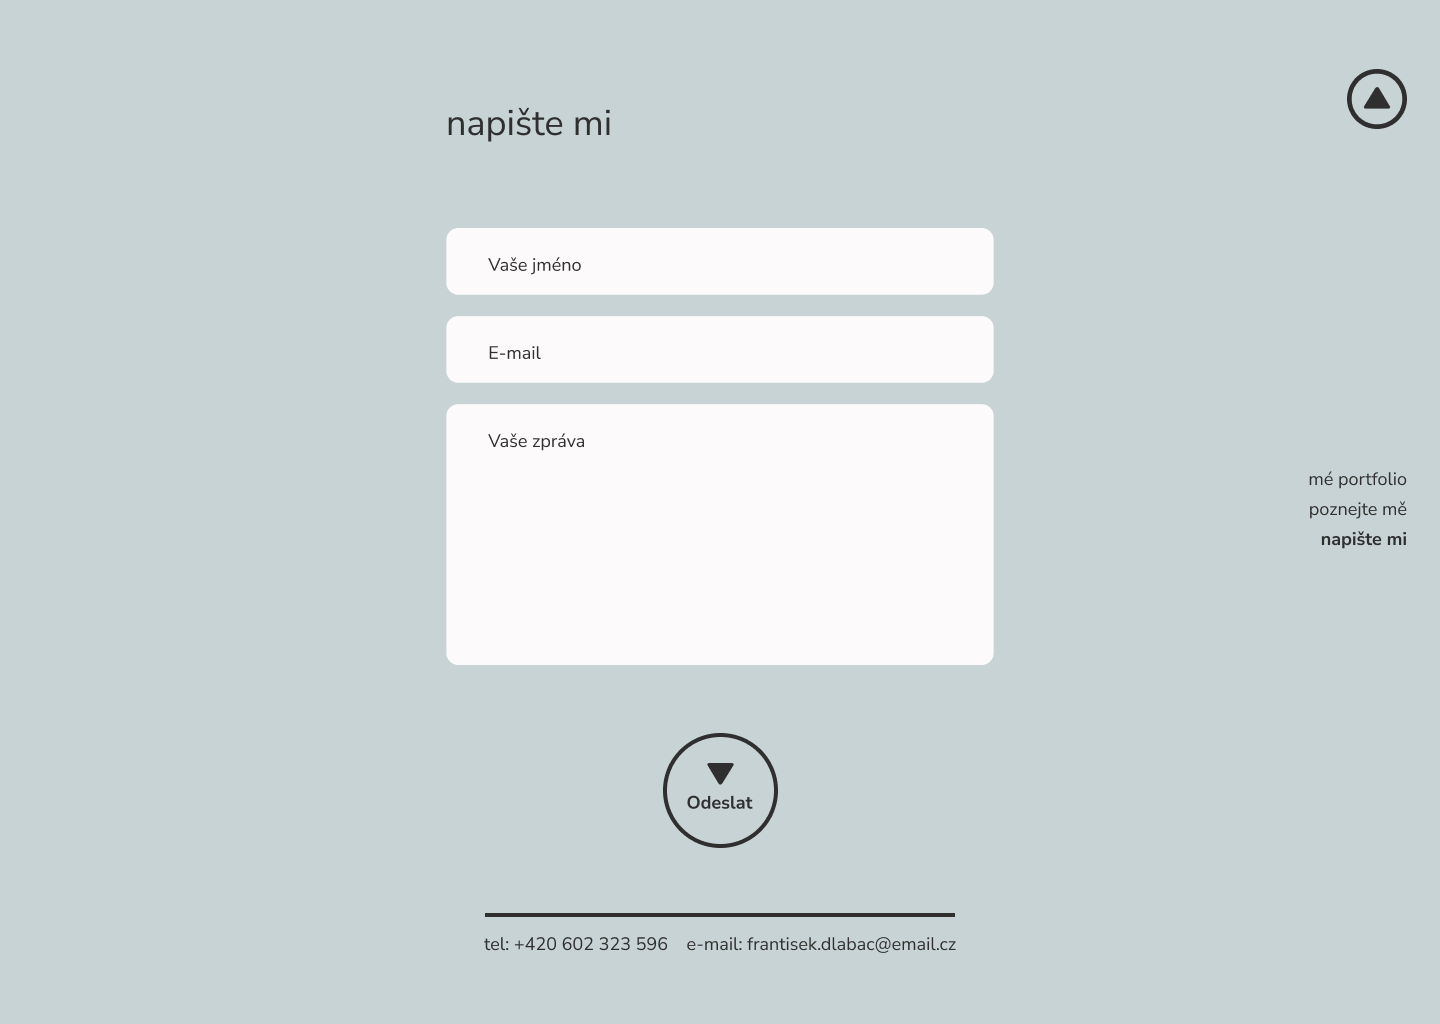 napište mi
Vaše jméno
E-mail
Vaše zpráva
mé portfolio
poznejte mě
napište mi
Odeslat
tel: +420 602 323 596 e-mail: frantisek.dlabac@email.cz